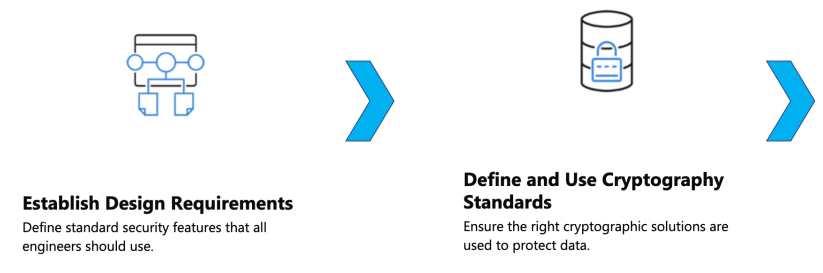 Establish Design Requirements
Define standard security features that all
engineers should use.
Define and Use Cryptography
Standards
Ensure the right cryptographic solutions are
used to protect data.